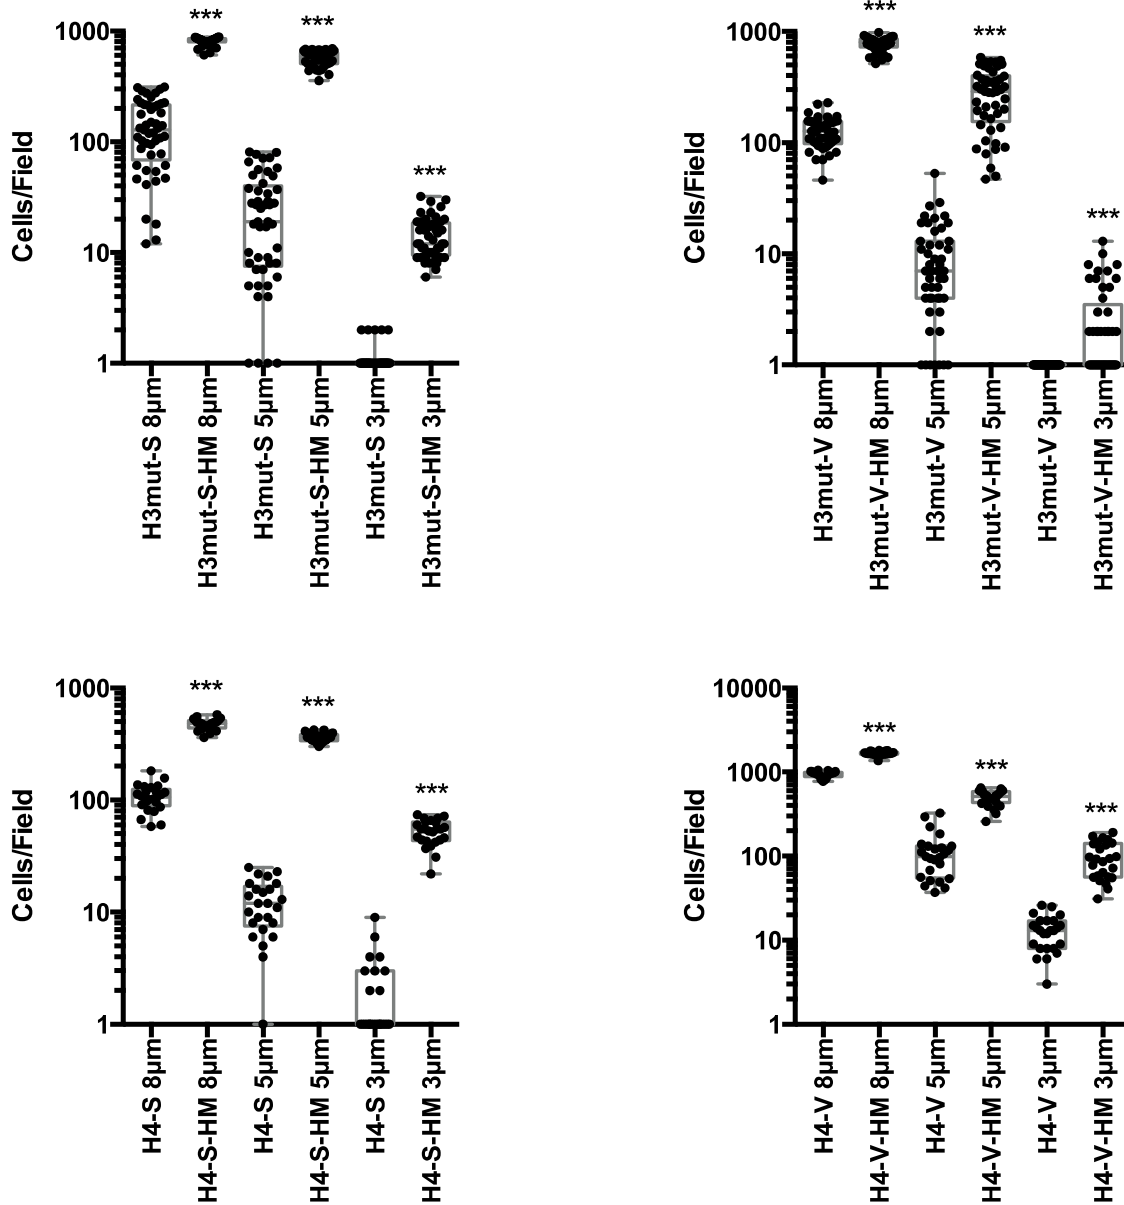 ***
***
***
1000
100
10
1
Cells/Field
H3mut-S 8µm
H3mut-S-HM 8µm
H3mut-S 5µm
H3mut-S-HM 5µm
H3mut-S 3µm
H3mut-S-HM 3µm
***
***
***
1000
100
10
1
Cells/Field
H3mut-V 8µm
H3mut-V-HM 8µm
H3mut-V 5µm
H3mut-V-HM 5µm
H3mut-V 3µm
H3mut-V-HM 3µm
***
***
***
1000
100
10
1
Cells/Field
H4-S 8µm
H4-S-HM 8µm
H4-S 5µm
H4-S-HM 5µm
H4-S 3µm
H4-S-HM 3µm
***
***
***
10000
1000
100
10
1
Cells/Field
H4-V 8µm
H4-V-HM 8µm
H4-V 5µm
H4-V-HM 5µm
H4-V 3µm
H4-V-HM 3µm